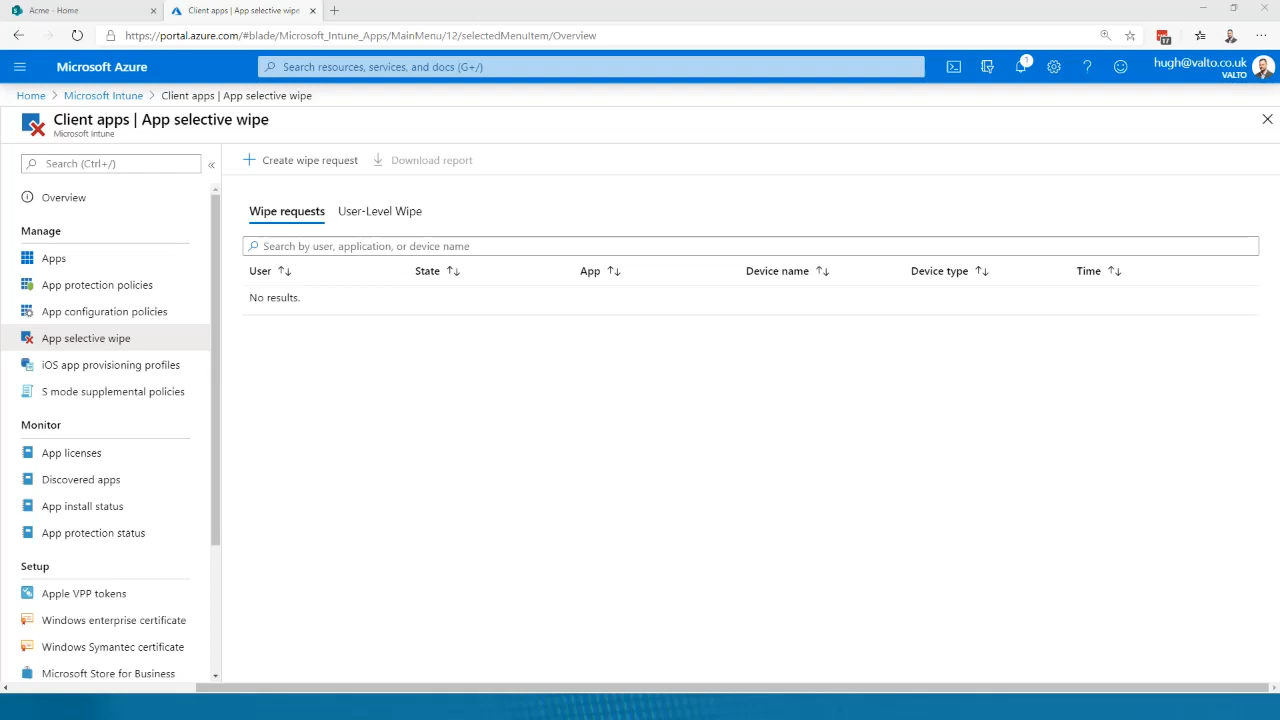 Acme - Home
Client apps | App selective wipe
https://portal.azure.com/#blade/Microsoft_Intune_Apps/MainMenu/12/selectedMenuItem/Overview
17
Microsoft Azure
Search resources, services, and docs (G+/)
1
hugh@valto.co.uk
VALTO
Home > Microsoft Intune > Client apps | App selective wipe
Client apps | App selective wipe
Microsoft Intune
Search (Ctrl+/)
Overview
Manage
Apps
App protection policies
App configuration policies
App selective wipe
iOS app provisioning profiles
S mode supplemental policies
Monitor
App licenses
Discovered apps
App install status
App protection status
Setup
Apple VPP tokens
Windows enterprise certificate
Windows Symantec certificate
Microsoft Store for Business
Create wipe request
Download report
Wipe requests
User-Level Wipe
Search by user, application, or device name
User State App Device name Device type Time
No results.